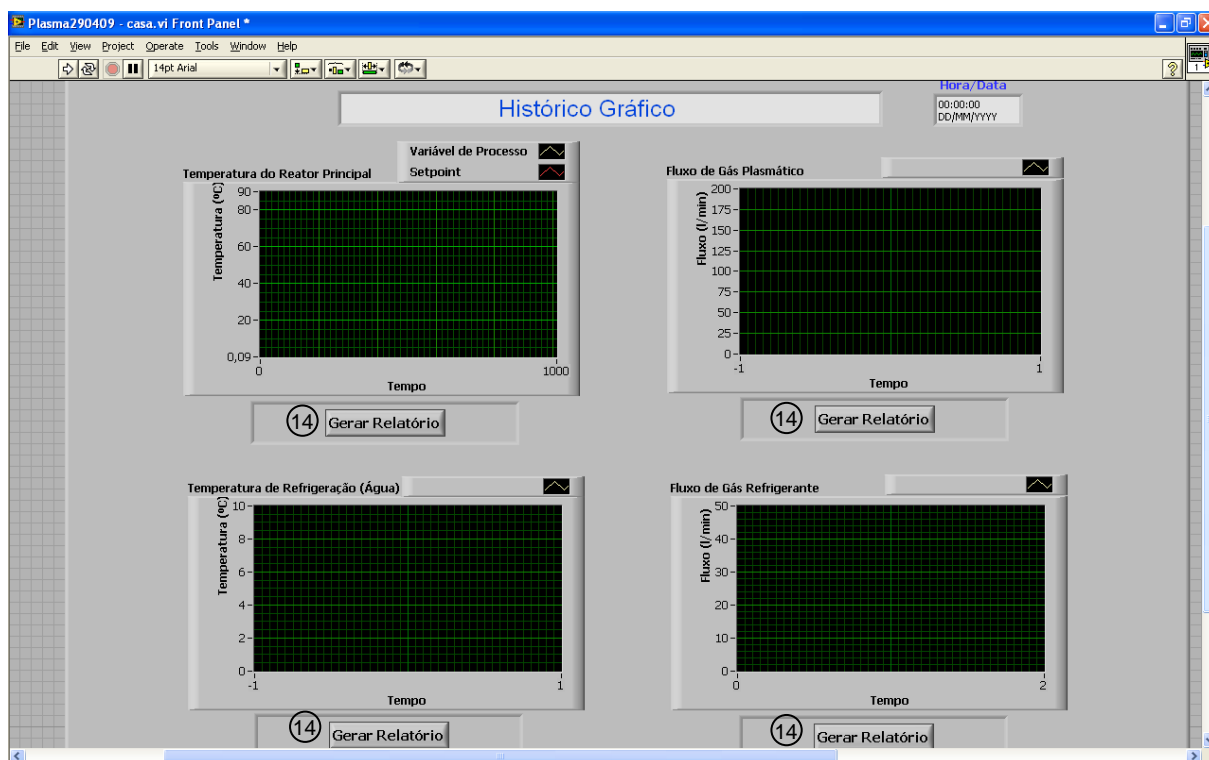 Plasma290409 - casa.vi Front Panel *
File Edit View Project Operate Tools Window Help
14pt Arial
1
Hora/Data
00:00:00
DD/MM/YYYY
Histórico Gráfico
Variável de Processo
Setpoint
Temperatura do Reator Principal
Temperatura (ºC)
90
80
60
40
20
0,09
0 1000
Tempo
14 Gerar Relatório
Fluxo de Gás Plasmático
Fluxo (l/min)
200
175
150
125
100
75
50
25
0
-1 1
Tempo
14 Gerar Relatório
Temperatura de Refrigeração (Água)
Temperatura (ºC)
10
8
6
4
2
0
-1 1
Tempo
14 Gerar Relatório
Fluxo de Gás Refrigerante
Fluxo (l/min)
50
40
30
20
10
0
0 2
Tempo
14 Gerar Relatório